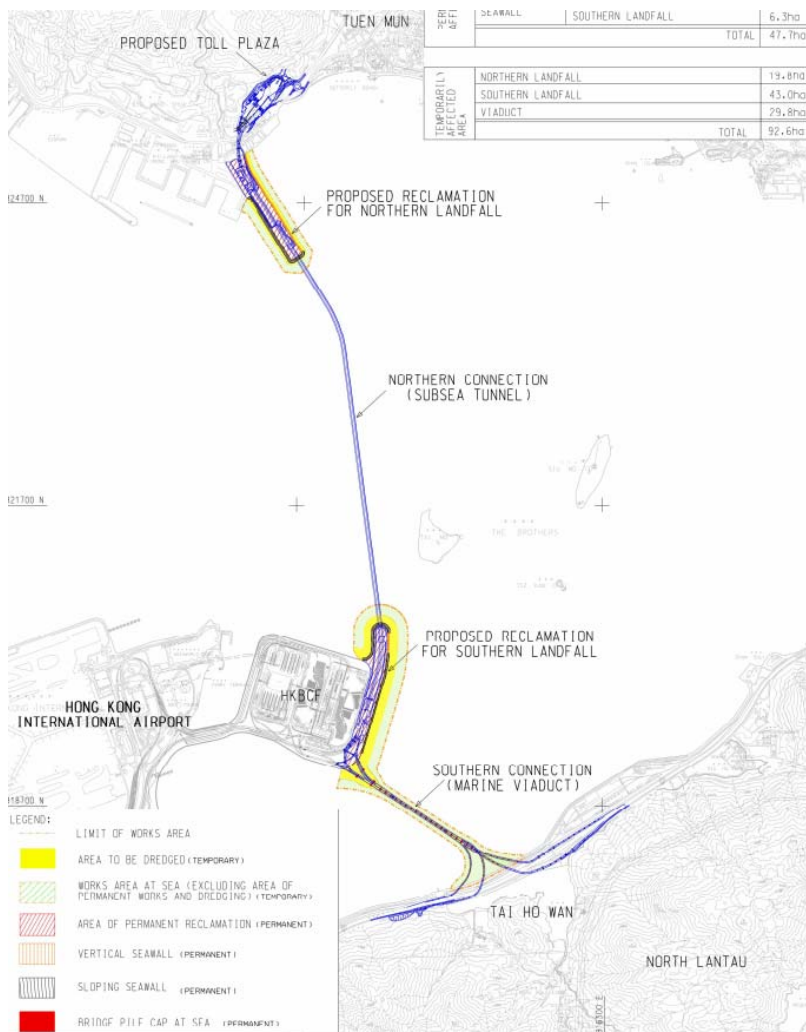 TUEN MUN
SEAWALL SOUTHERN LANDFALL 6.3ha
TOTAL 47.7ha
PROPOSED TOLL PLAZA
TEMPORARILY AFFECTED AREA
NORTHERN LANDFALL 19.8ha
SOUTHERN LANDFALL 43.0ha
VIADUCT 29.8ha
TOTAL 92.6ha
24700 N
PROPOSED RECLAMATION
FOR NORTHERN LANDFALL
NORTHERN CONNECTION
(SUBSEA TUNNEL)
21700 N
THE BROTHERS
PROPOSED RECLAMATION
FOR SOUTHERN LANDFALL
HKBCF
HONG KONG
INTERNATIONAL AIRPORT
SOUTHERN CONNECTION
(MARINE VIADUCT)
18700 N
TAI HO WAN
NORTH LANTAU
LEGEND:
LIMIT OF WORKS AREA
AREA TO BE DREDGED (TEMPORARY)
WORKS AREA AT SEA (EXCLUDING AREA OF
PERMANENT WORKS AND DREDGING) (TEMPORARY)
AREA OF PERMANENT RECLAMATION (PERMANENT)
VERTICAL SEAWALL (PERMANENT)
SLOPING SEAWALL (PERMANENT)
BRIDGE PILE CAP AT SEA (PERMANENT)